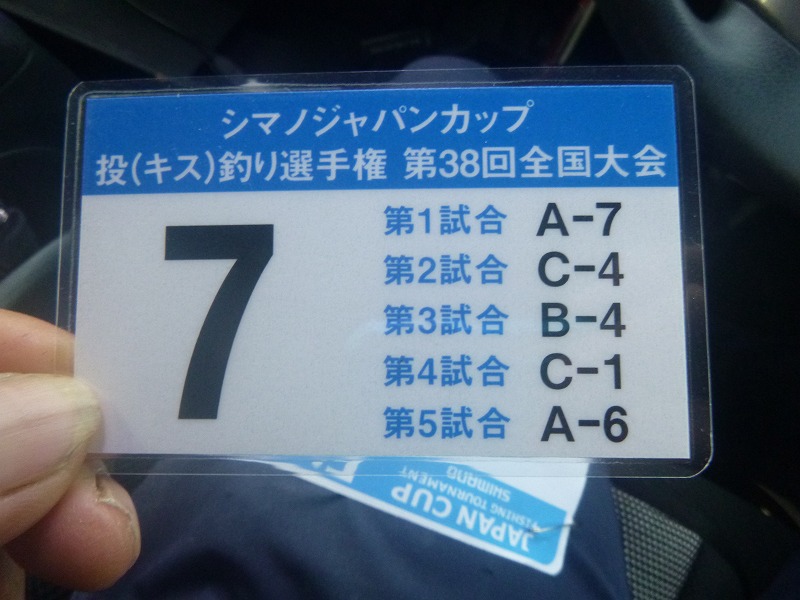 シマノジャパンカップ
投(キス)釣り選手権 第38回全国大会
7
第1試合 A-7
第2試合 C-4
第3試合 B-4
第4試合 C-1
第5試合 A-6
JAPAN CUP
FISHING TOURNAMENT
SHIMANO